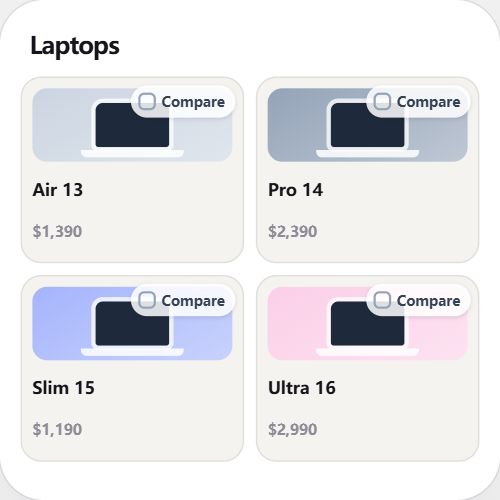 Laptops
Compare
Air 13
$1,390
Compare
Pro 14
$2,390
Compare
Slim 15
$1,190
Compare
Ultra 16
$2,990